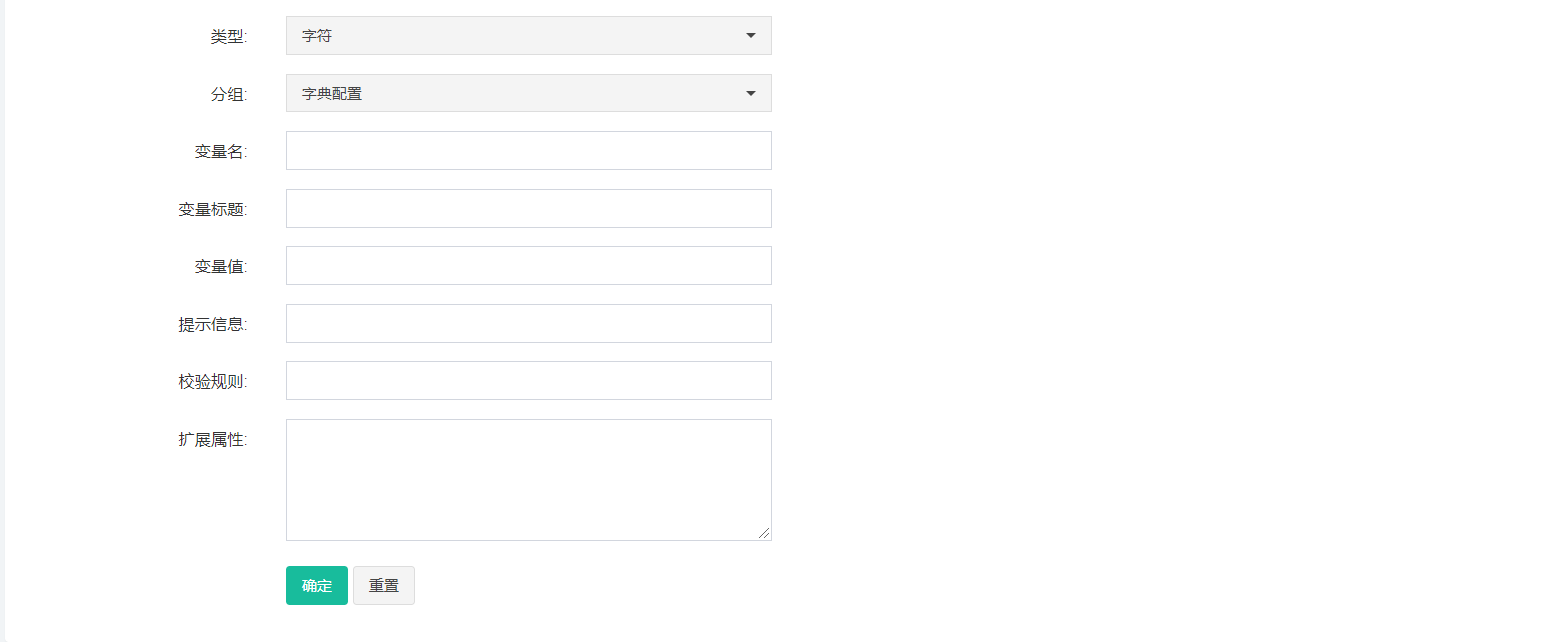 类型: 字符
分组: 字典配置
变量名:
变量标题:
变量值:
提示信息:
校验规则:
扩展属性:
确定 重置